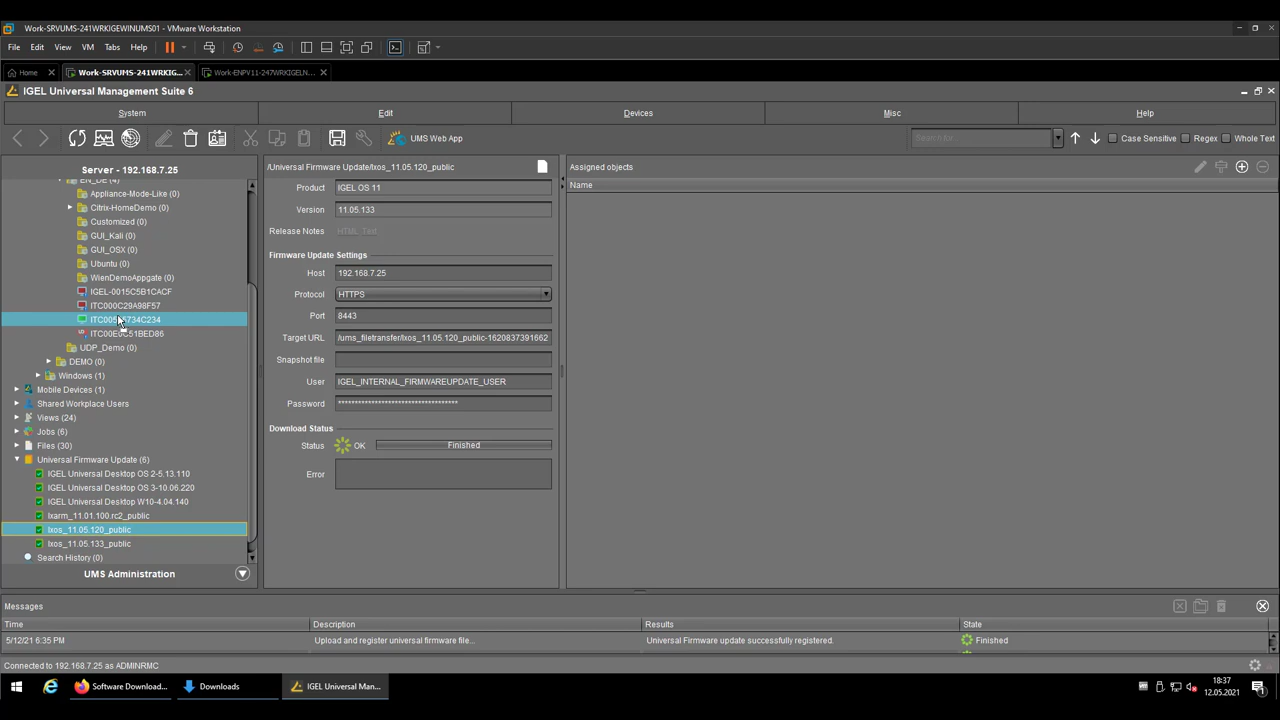 Work-SRVUMS-241WRKIGEWINUMS01 - VMware Workstation
File Edit View VM Tabs Help
Home Work-SRVUMS-241WRKIG... Work-ENPV11-247WRKIGELN...
IGEL Universal Management Suite 6
System Edit Devices Misc Help
UMS Web App Search for... Case Sensitive Regex Whole Text
Server - 192.168.7.25
EN_DE (4)
Appliance-Mode-Like (0)
Citrix-HomeDemo (0)
Customized (0)
GUI_Kali (0)
GUI_OSX (0)
Ubuntu (0)
WienDemoAppgate (0)
IGEL-0015C5B1CACF
ITC000C29A98F57
734C234
ITC00E0C51BED86
UDP_Demo (0)
DEMO (0)
Windows (1)
Mobile Devices (1)
Shared Workplace Users
Views (24)
Jobs (6)
Files (30)
Universal Firmware Update (6)
IGEL Universal Desktop OS 2-5.13.110
IGEL Universal Desktop OS 3-10.06.220
IGEL Universal Desktop W10-4.04.140
lxarm_11.01.100.rc2_public
lxos_11.05.120_public
lxos_11.05.133_public
Search History (0)
UMS Administration
/Universal Firmware Update/lxos_11.05.120_public
Product IGEL OS 11
Version 11.05.133
Release Notes HTML Text
Firmware Update Settings
Host 192.168.7.25
Protocol HTTPS
Port 8443
Target URL /ums_filetransfer/lxos_11.05.120_public-1620837391662
Snapshot file
User IGEL_INTERNAL_FIRMWAREUPDATE_USER
Password ************************************
Download Status
Status OK Finished
Error
Assigned objects
Name
Messages
Time Description Results State
5/12/21 6:35 PM Upload and register universal firmware file... Universal Firmware update successfully registered. Finished
Connected to 192.168.7.25 as ADMINRMC
Software Download... Downloads IGEL Universal Man...
18:37
12.05.2021
1